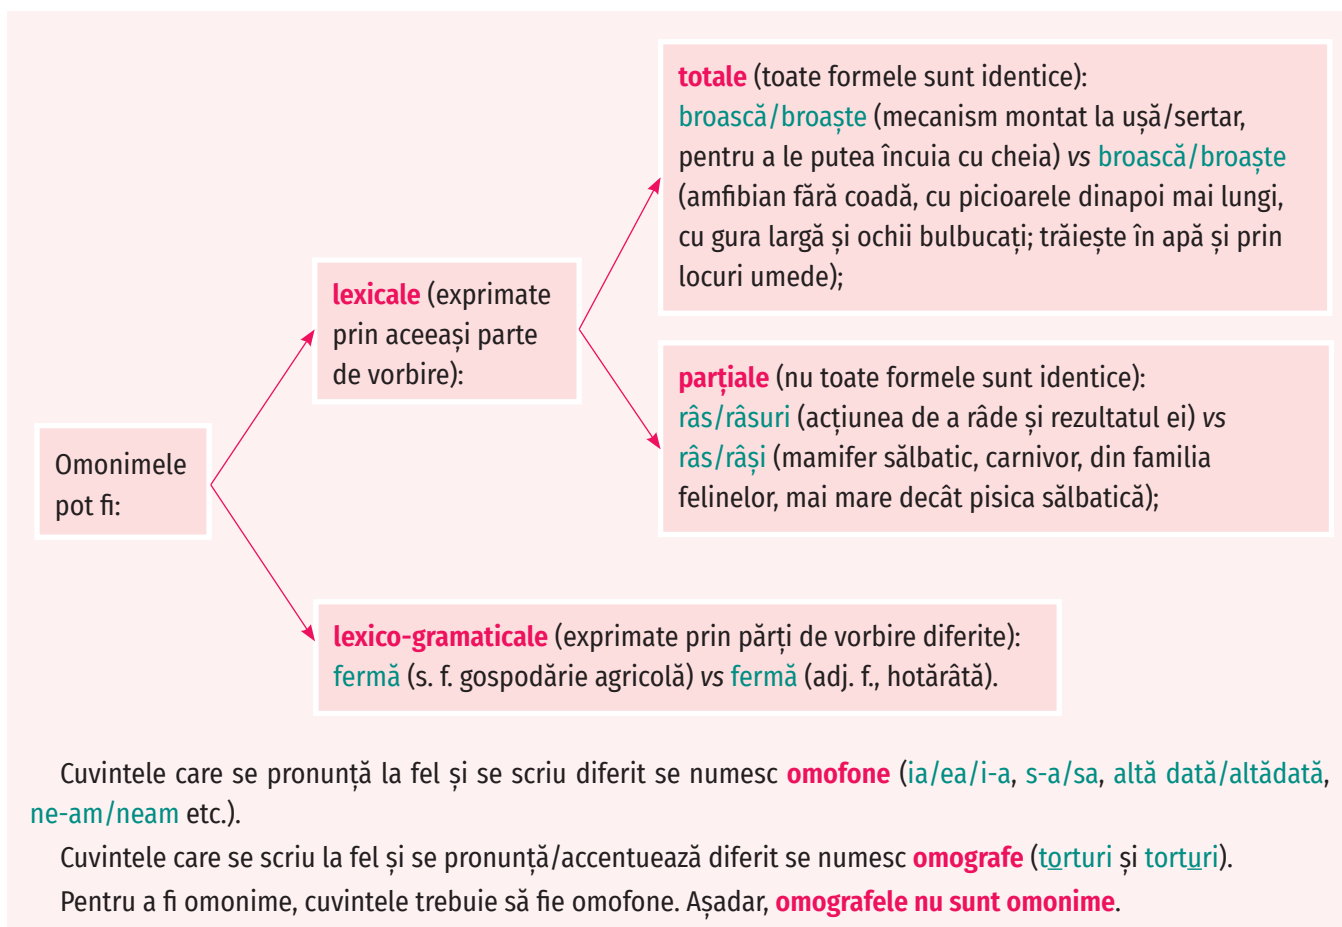 Omonimele
pot fi:
lexicale (exprimate
prin aceeași parte
de vorbire):
totale (toate formele sunt identice):
broască/broaște (mecanism montat la ușă/sertar,
pentru a le putea încuia cu cheia) vs broască/broaște
(amfibian fără coadă, cu picioarele dinapoi mai lungi,
cu gura largă și ochii bulbucați; trăiește în apă și prin
locuri umede);
parțiale (nu toate formele sunt identice):
râs/râsuri (acțiunea de a râde și rezultatul ei) vs
râs/râși (mamifer sălbatic, carnivor, din familia
felinelor, mai mare decât pisica sălbatică);
lexico-gramaticale (exprimate prin părți de vorbire diferite):
fermă (s. f. gospodărie agricolă) vs fermă (adj. f., hotărâtă).
Cuvintele care se pronunță la fel și se scriu diferit se numesc omofone (ia/ea/i-a, s-a/sa, altă dată/altădată,
ne-am/neam etc.).
Cuvintele care se scriu la fel și se pronunță/accentuează diferit se numesc omografe (torturi și torturi).
Pentru a fi omonime, cuvintele trebuie să fie omofone. Așadar, omografele nu sunt omonime.